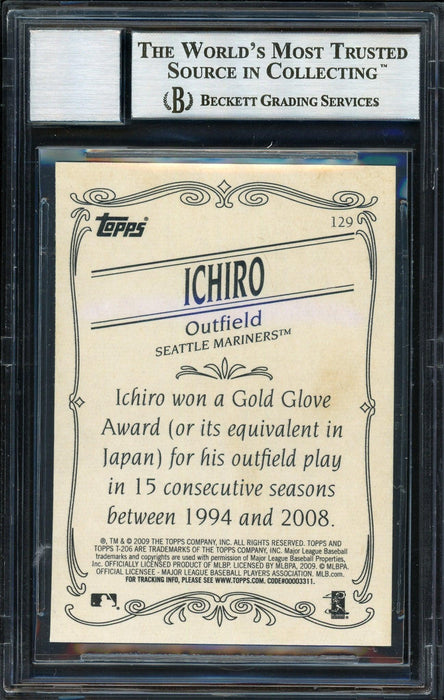 THE WORLD'S MOST TRUSTED
SOURCE IN COLLECTING™
B BECKETT GRADING SERVICES
Topps
129
ICHIRO
Outfield
SEATTLE MARINERS™
Ichiro won a Gold Glove
Award (or its equivalent in
Japan) for his outfield play
in 15 consecutive seasons
between 1994 and 2008.
®, TM & © 2009 THE TOPPS COMPANY, INC. ALL RIGHTS RESERVED. TOPPS AND
TOPPS T-206 ARE TRADEMARKS OF THE TOPPS COMPANY, INC. Major League Baseball
trademarks and copyrights are used with permission of Major League Baseball Properties,
Inc. OFFICIALLY LICENSED PRODUCT OF MLBP. LICENSED BY MLBPA, 2009. © MLBPA.
OFFICIAL LICENSEE - MAJOR LEAGUE BASEBALL PLAYERS ASSOCIATION. MLB.com.
FOR TRACKING INFO, PLEASE SEE WWW.TOPPS.COM. CODE#00003311.